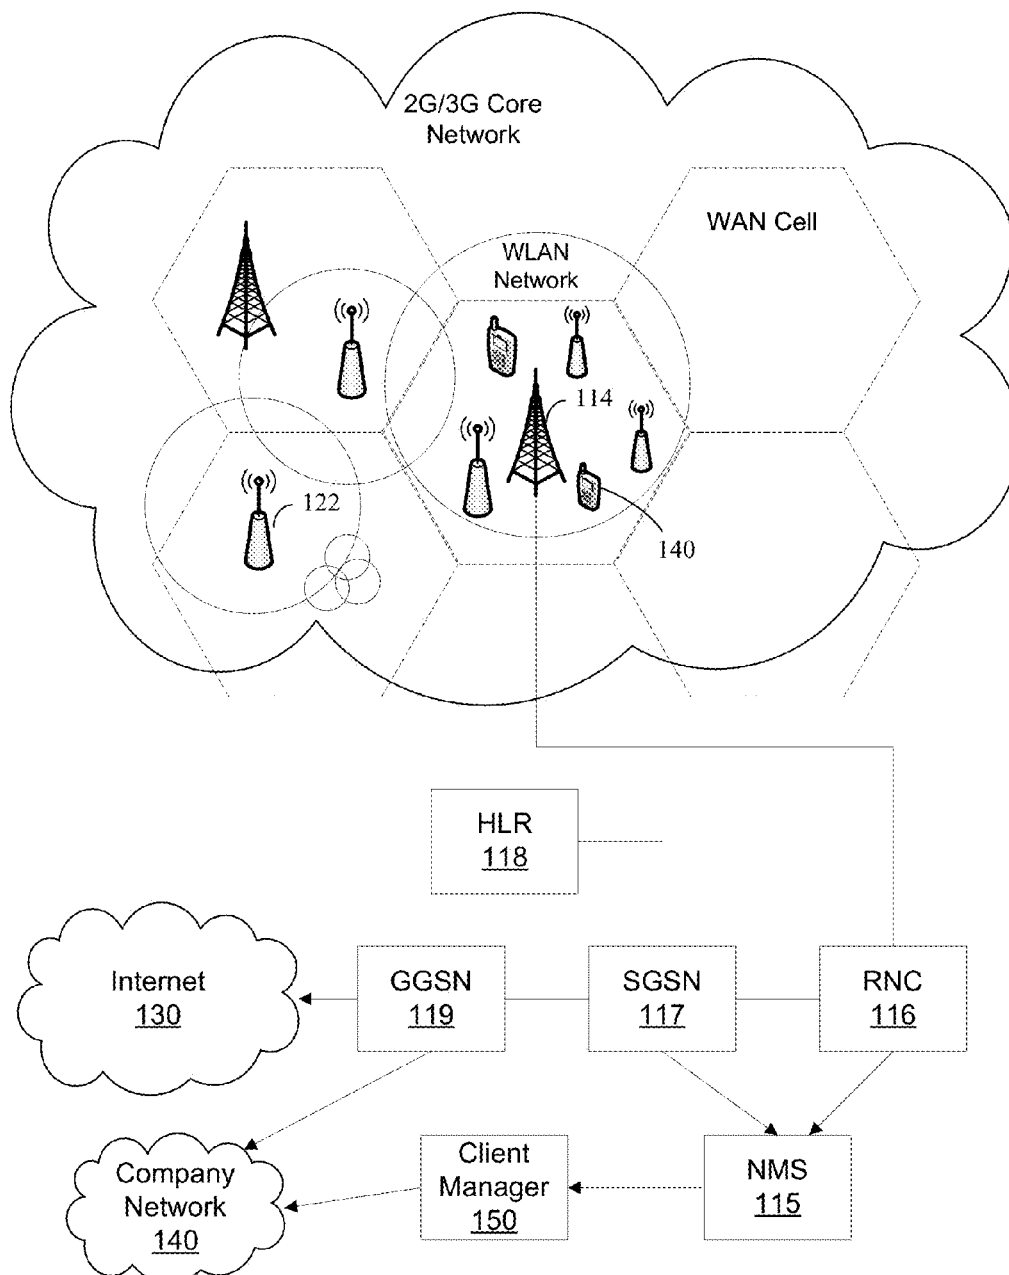 2G/3G Core
Network
WAN Cell
WLAN
Network
114
122
140
HLR
118
Internet
130
GGSN
119
SGSN
117
RNC
116
Company
Network
140
Client
Manager
150
NMS
115